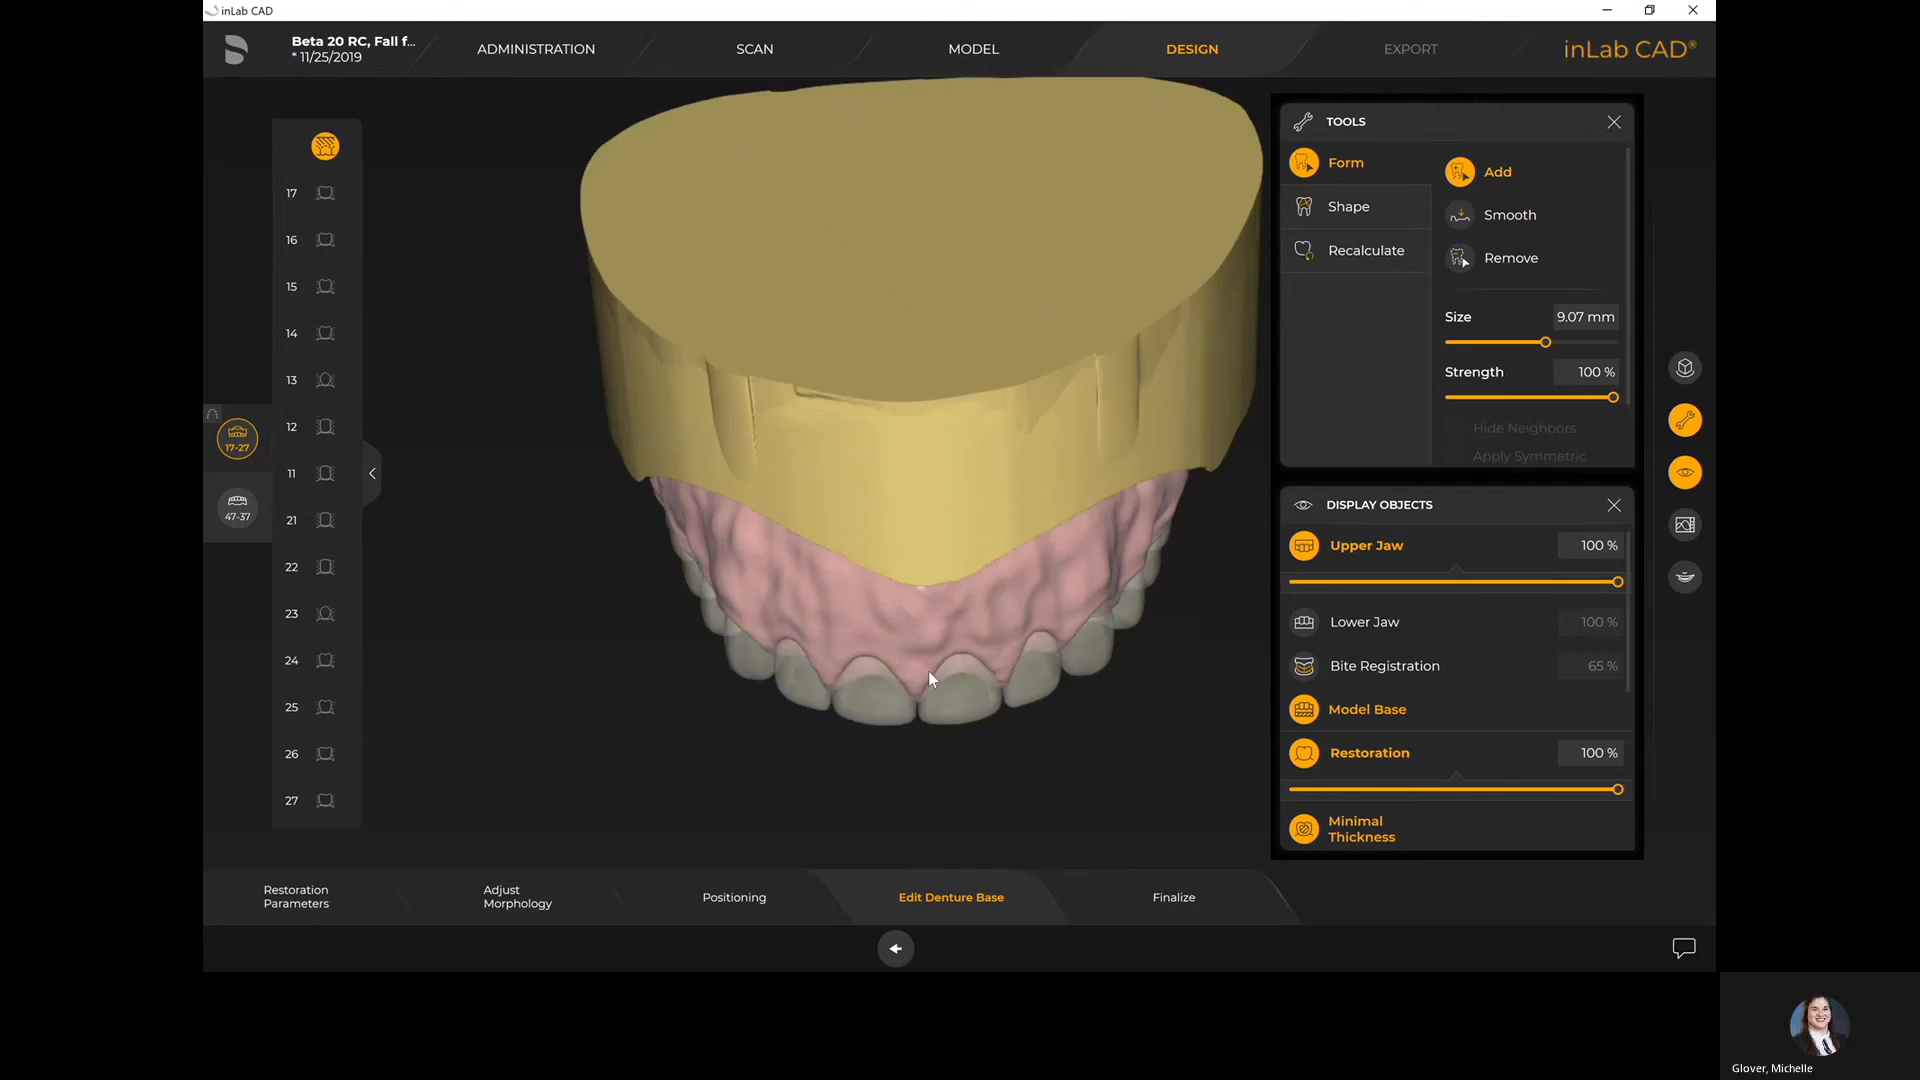 inLab CAD
Beta 20 RC, Fall f...
* 11/25/2019
ADMINISTRATION
SCAN
MODEL
DESIGN
EXPORT
inLab CAD®
17
16
15
14
13
12
11
21
22
23
24
25
26
27
17-27
47-37
TOOLS
Form
Shape
Recalculate
Add
Smooth
Remove
Size 9.07 mm
Strength 100 %
Hide Neighbors
Apply Symmetric
DISPLAY OBJECTS
Upper Jaw 100 %
Lower Jaw 100 %
Bite Registration 65 %
Model Base
Restoration 100 %
Minimal
Thickness
Restoration
Parameters
Adjust
Morphology
Positioning
Edit Denture Base
Finalize
Glover, Michelle